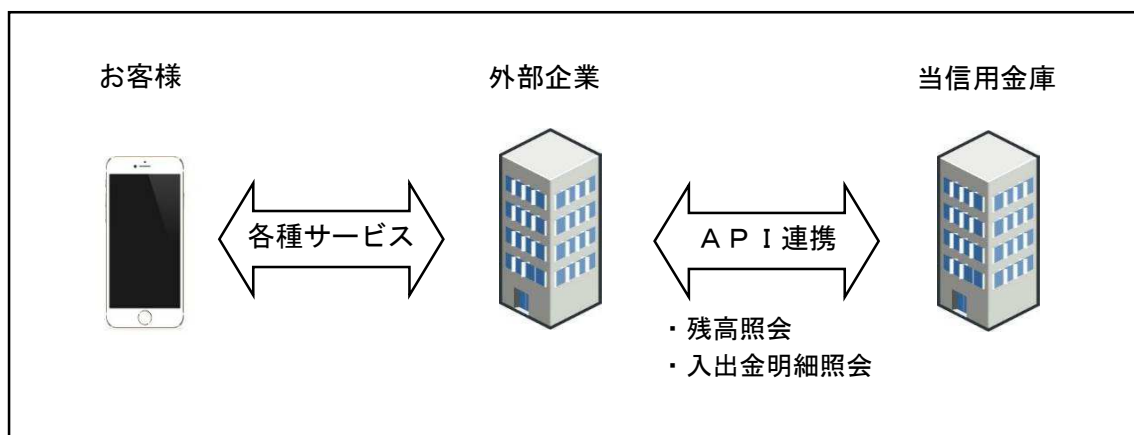 お客様
外部企業
当信用金庫
各種サービス
ＡＰＩ連携
・残高照会
・入出金明細照会